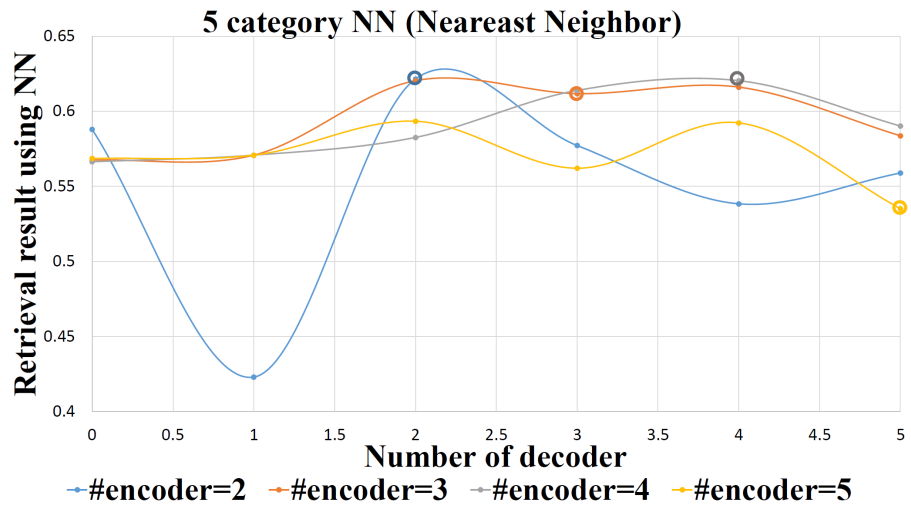 5 category NN (Neareast Neighbor)
Retrieval result using NN
0.65
0.6
0.55
0.5
0.45
0.4
0 0.5 1 1.5 2 2.5 3 3.5 4 4.5 5
Number of decoder
#encoder=2 #encoder=3 #encoder=4 #encoder=5